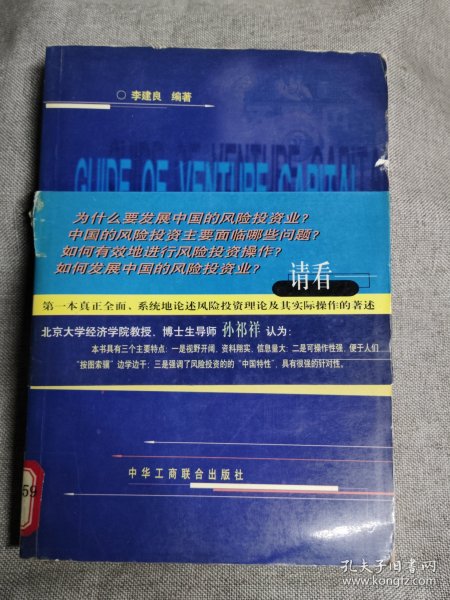 李建良 编著
GUIDE OF VENTURE CAPITAL
为什么要发展中国的风险投资业?
中国的风险投资主要面临哪些问题?
如何有效地进行风险投资操作?
如何发展中国的风险投资业?
请看——
第一本真正全面、系统地论述风险投资理论及其实际操作的著述
北京大学经济学院教授、博士生导师 孙祁祥 认为:
本书具有三个主要特点:一是视野开阔,资料翔实,信息量大;二是可操作性强,便于人们
“按图索骥”边学边干;三是强调了风险投资的的“中国特性”,具有很强的针对性。
59
中华工商联合出版社
孔夫子旧书网
www.kongfz.com